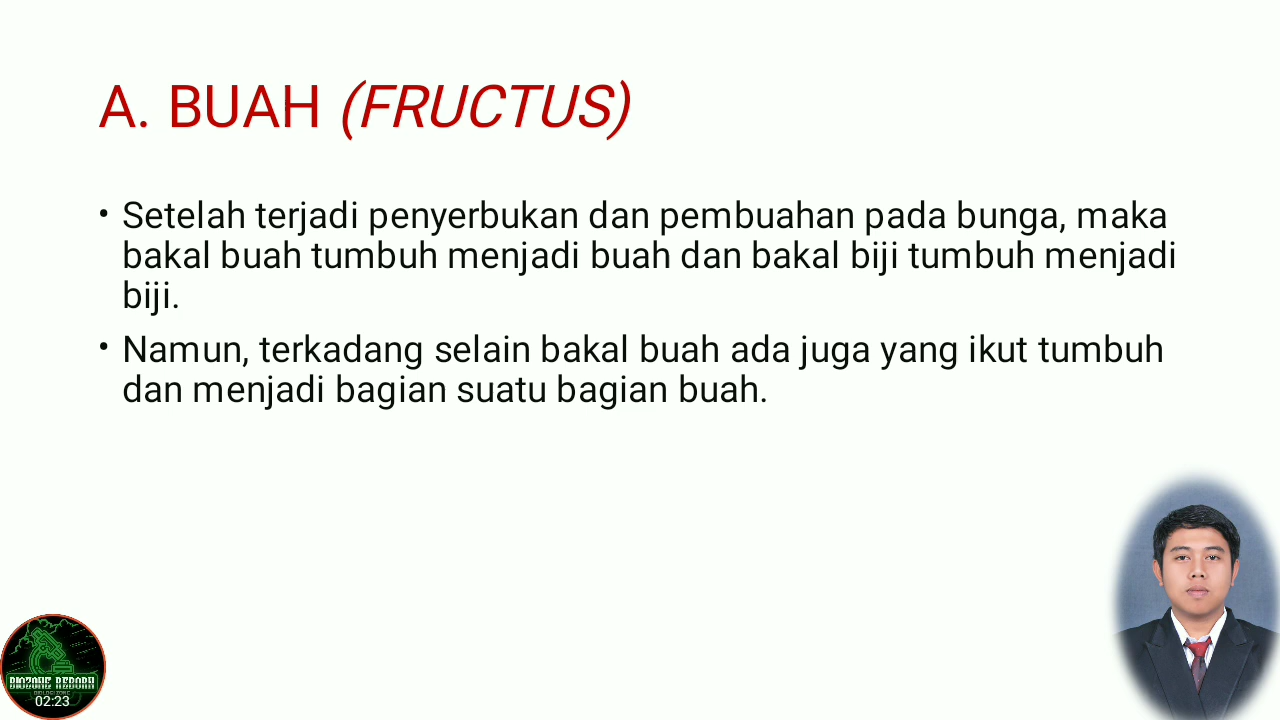 A. BUAH (FRUCTUS)
• Setelah terjadi penyerbukan dan pembuahan pada bunga, maka
bakal buah tumbuh menjadi buah dan bakal biji tumbuh menjadi
biji.
• Namun, terkadang selain bakal buah ada juga yang ikut tumbuh
dan menjadi bagian suatu bagian buah.
BIOZONE REBORN
02:23